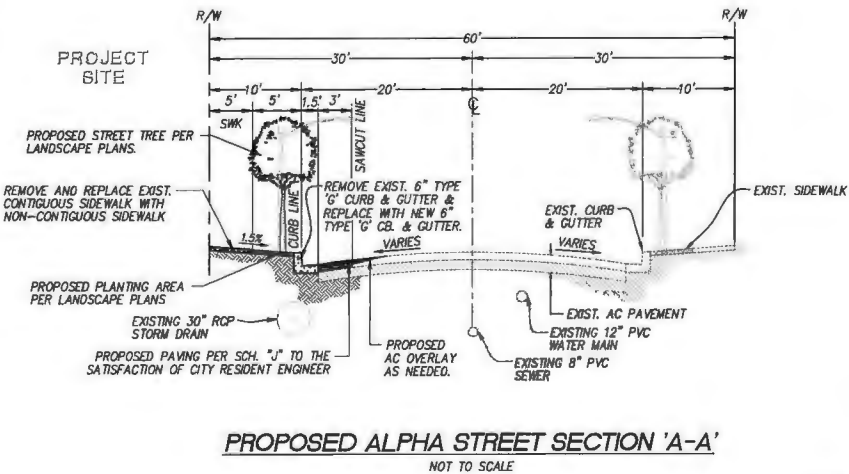 R/W
R/W
60'
PROJECT
SITE
30'
30'
10'
20'
20'
10'
5'
5'
1.5'
3'
SWK
SAWCUT LINE
℄
PROPOSED STREET TREE PER
LANDSCAPE PLANS.
REMOVE AND REPLACE EXIST.
CONTIGUOUS SIDEWALK WITH
NON-CONTIGUOUS SIDEWALK
CURB LINE
REMOVE EXIST. 6" TYPE
'G' CURB & GUTTER &
REPLACE WITH NEW 6"
TYPE 'G' CB. & GUTTER.
EXIST. SIDEWALK
EXIST. CURB
& GUTTER
1.5%
VARIES
VARIES
PROPOSED PLANTING AREA
PER LANDSCAPE PLANS
EXISTING 30" RCP
STORM DRAIN
PROPOSED PAVING PER SCH. "J" TO THE
SATISFACTION OF CITY RESIDENT ENGINEER
PROPOSED
AC OVERLAY
AS NEEDED.
EXIST. AC PAVEMENT
EXISTING 12" PVC
WATER MAIN
EXISTING 8" PVC
SEWER
PROPOSED ALPHA STREET SECTION 'A-A'
NOT TO SCALE